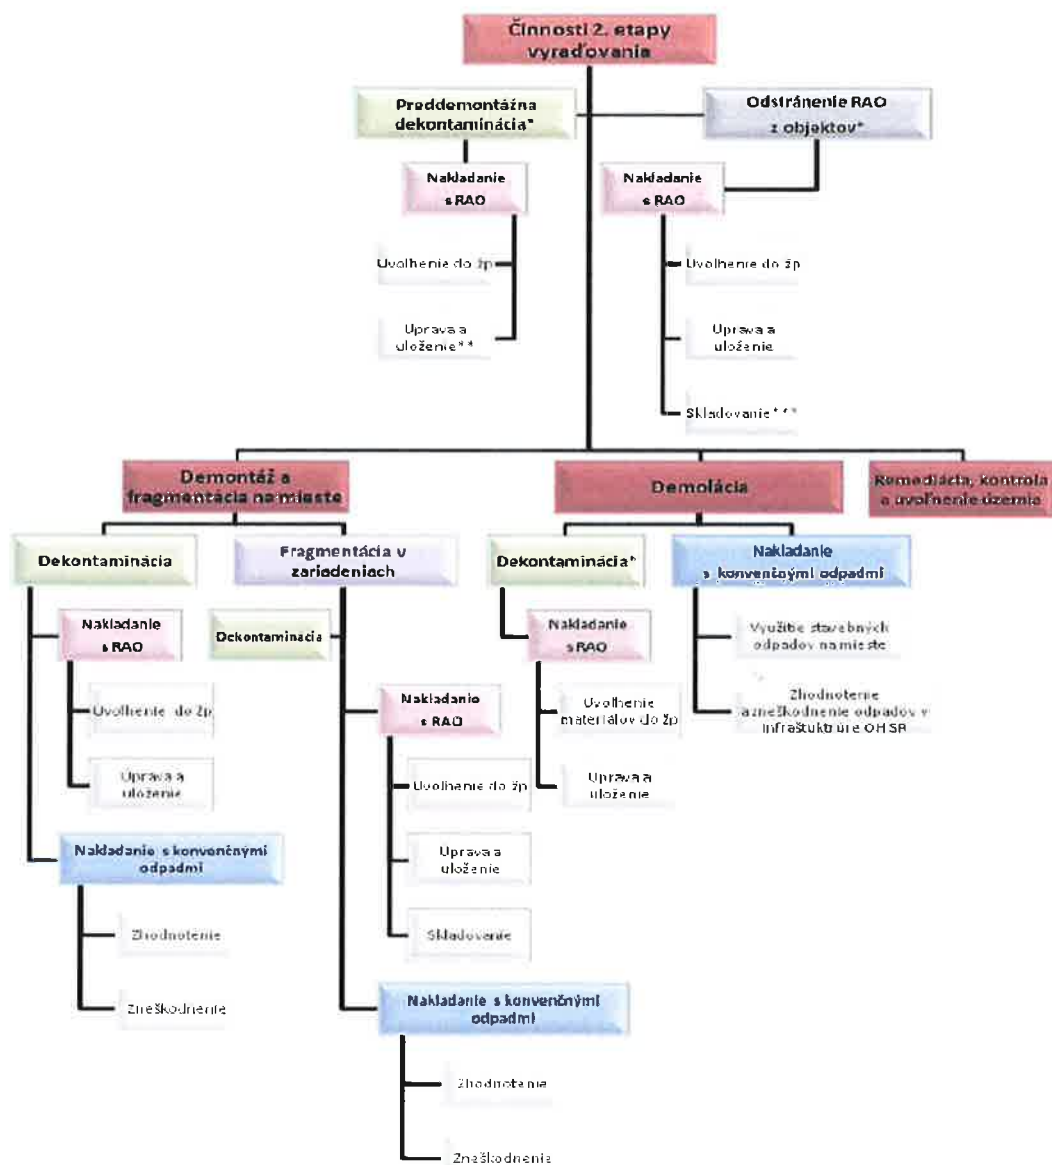 Činnosti 2. etapy
vyraďovania
Preddemontážna
dekontaminácia*
Odstránenie RAO
z objektov*
Nakladanie
s RAO
Uvoľnenie do žp
Úprava a
uloženie**
Nakladanie
s RAO
Uvoľnenie do žp
Úprava a
uloženie
Skladovanie***
Demontáž a
fragmentácia na mieste
Demolácia
Remediácia, kontrola
a uvoľnenie územia
Dekontaminácia
Nakladanie
s RAO
Uvoľnenie do žp
Úprava a
uloženie
Nakladanie s konvenčnými
odpadmi
Zhodnotenie
Zneškodnenie
Fragmentácia v
zariadeniach
Dekontaminácia
Nakladanie
s RAO
Uvoľnenie do žp
Úprava a
uloženie
Skladovanie
Nakladanie s konvenčnými
odpadmi
Zhodnotenie
Zneškodnenie
Dekontaminácia*
Nakladanie
s RAO
Uvoľnenie
materiálov do žp
Úprava a
uloženie
Nakladanie
s konvenčnými odpadmi
Využitie stavebných
odpadov na mieste
Zhodnotenie
a zneškodnenie odpadov v
infraštuktrúre OH SR